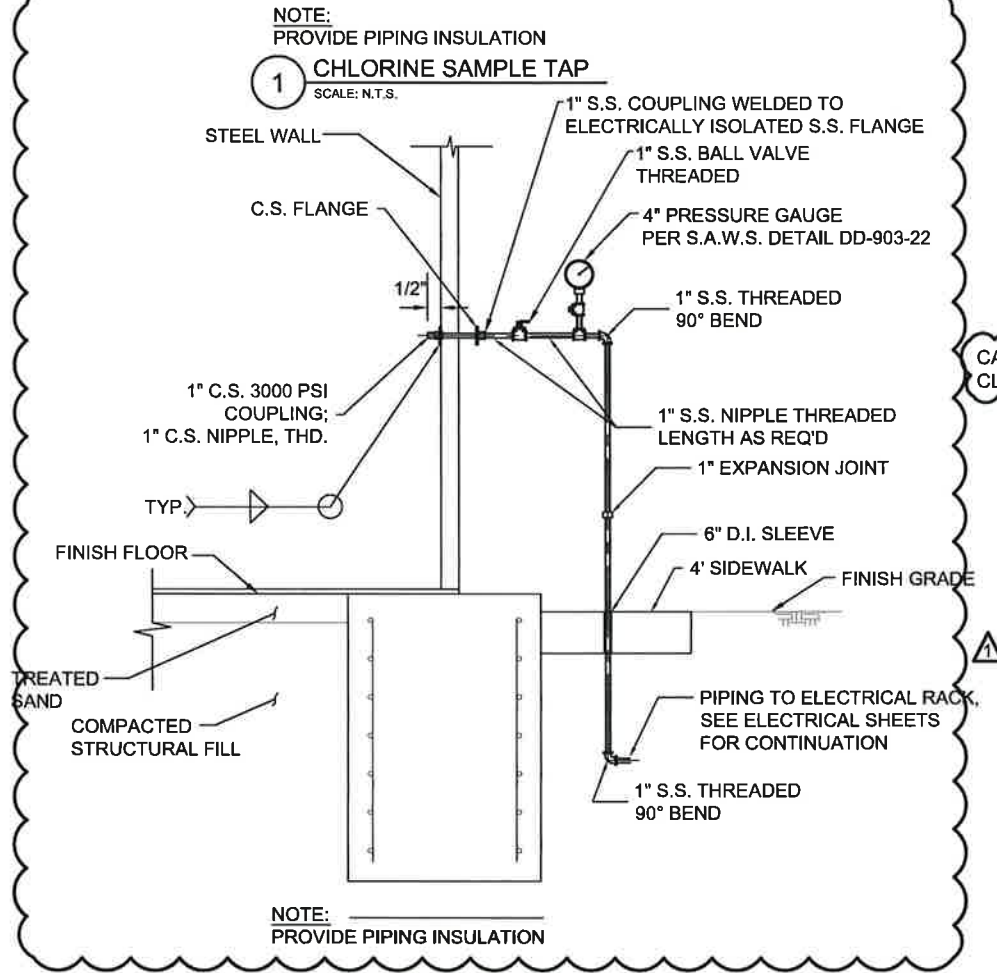 NOTE:
PROVIDE PIPING INSULATION
1
CHLORINE SAMPLE TAP
SCALE: N.T.S.
STEEL WALL
1" S.S. COUPLING WELDED TO
ELECTRICALLY ISOLATED S.S. FLANGE
1" S.S. BALL VALVE
THREADED
C.S. FLANGE
4" PRESSURE GAUGE
PER S.A.W.S. DETAIL DD-903-22
1/2"
1" S.S. THREADED
90° BEND
CA
CL
1" C.S. 3000 PSI
COUPLING;
1" C.S. NIPPLE, THD.
1" S.S. NIPPLE THREADED
LENGTH AS REQ'D
1" EXPANSION JOINT
TYP.
6" D.I. SLEEVE
FINISH FLOOR
4' SIDEWALK
FINISH GRADE
1
TREATED
SAND
COMPACTED
STRUCTURAL FILL
PIPING TO ELECTRICAL RACK,
SEE ELECTRICAL SHEETS
FOR CONTINUATION
1" S.S. THREADED
90° BEND
NOTE:
PROVIDE PIPING INSULATION